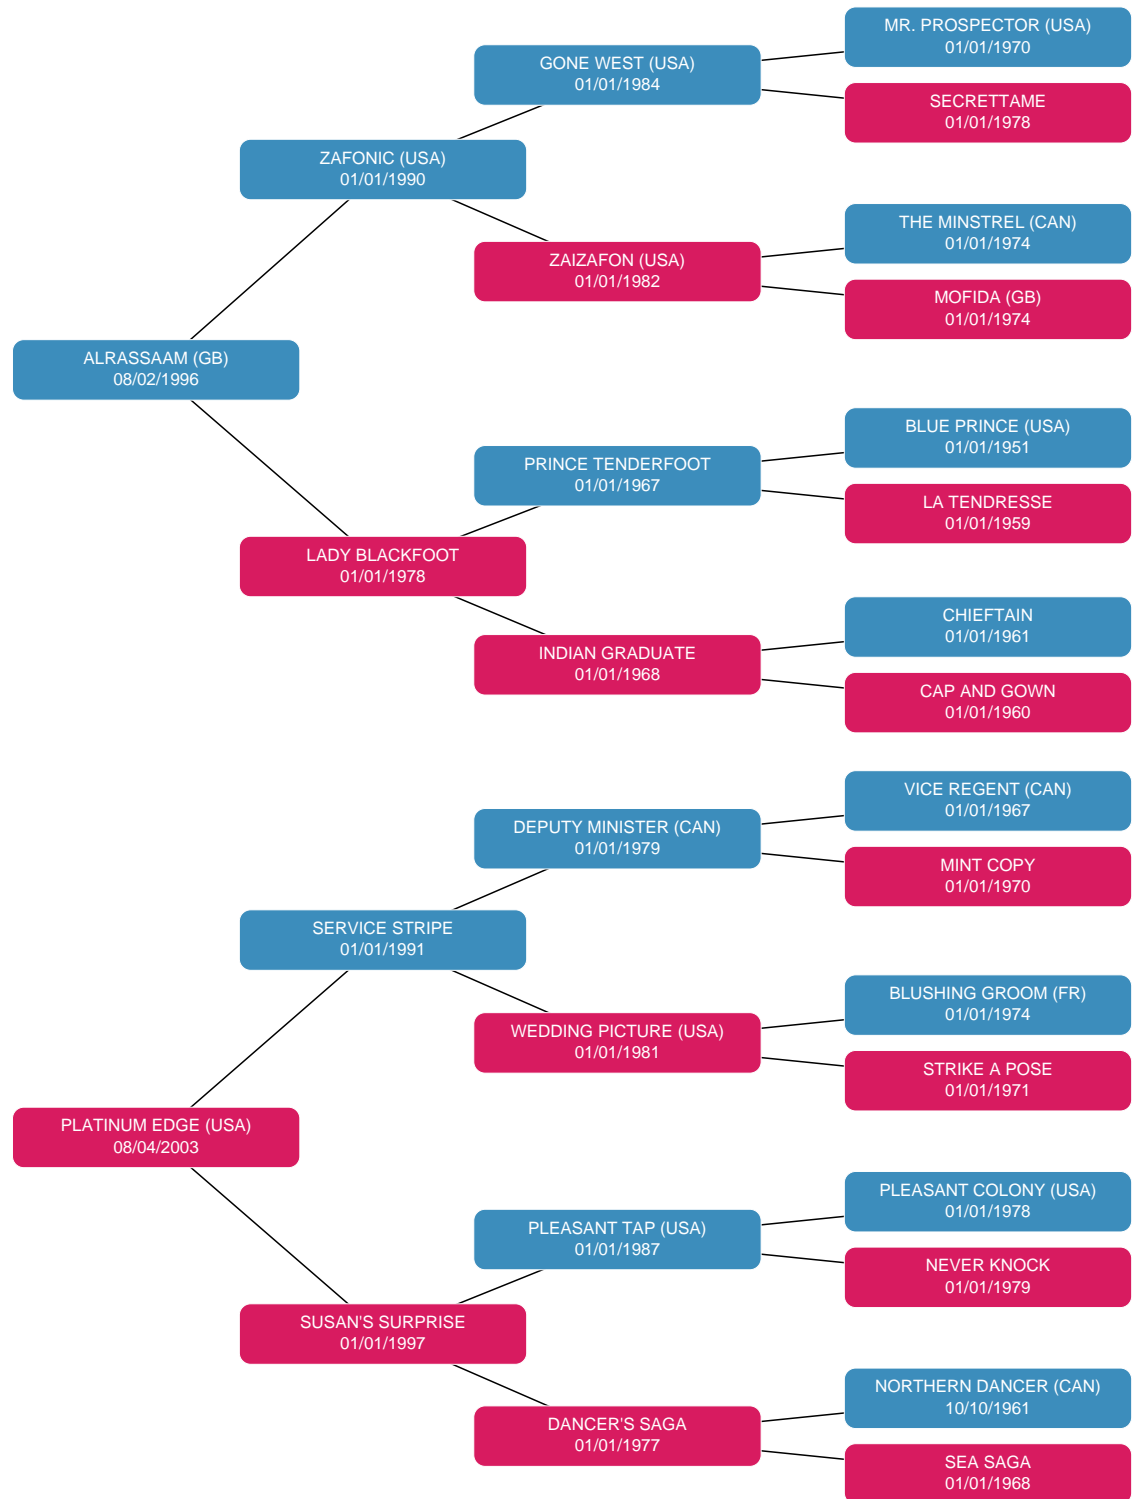 MR. PROSPECTOR (USA)
01/01/1970
GONE WEST (USA)
01/01/1984
SECRETTAME
01/01/1978
ZAFONIC (USA)
01/01/1990
THE MINSTREL (CAN)
01/01/1974
ZAIZAFON (USA)
01/01/1982
MOFIDA (GB)
01/01/1974
ALRASSAAM (GB)
08/02/1996
BLUE PRINCE (USA)
01/01/1951
PRINCE TENDERFOOT
01/01/1967
LA TENDRESSE
01/01/1959
LADY BLACKFOOT
01/01/1978
CHIEFTAIN
01/01/1961
INDIAN GRADUATE
01/01/1968
CAP AND GOWN
01/01/1960
VICE REGENT (CAN)
01/01/1967
DEPUTY MINISTER (CAN)
01/01/1979
MINT COPY
01/01/1970
SERVICE STRIPE
01/01/1991
BLUSHING GROOM (FR)
01/01/1974
WEDDING PICTURE (USA)
01/01/1981
STRIKE A POSE
01/01/1971
PLATINUM EDGE (USA)
08/04/2003
PLEASANT COLONY (USA)
01/01/1978
PLEASANT TAP (USA)
01/01/1987
NEVER KNOCK
01/01/1979
SUSAN'S SURPRISE
01/01/1997
NORTHERN DANCER (CAN)
10/10/1961
DANCER'S SAGA
01/01/1977
SEA SAGA
01/01/1968